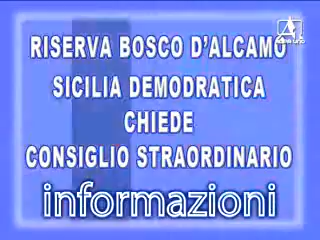 RISERVA BOSCO D'ALCAMO
SICILIA DEMODRATICA
CHIEDE
CONSIGLIO STRAORDINARIO
informazioni